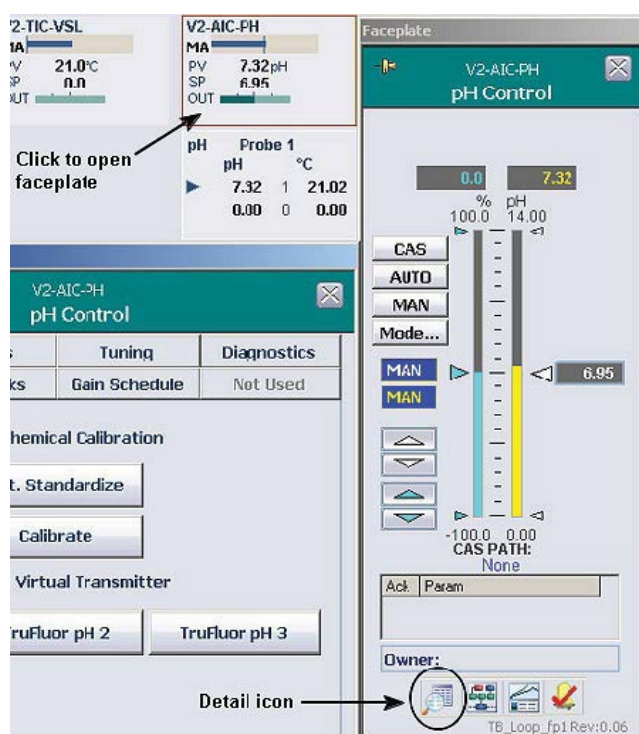 V2-TIC-VSL
MA
PV 21.0°C
SP 0.0
OUT
V2-AIC-PH
MA
PV 7.32pH
SP 6.95
OUT
pH Probe 1
pH °C
7.32 1 21.02
0.00 0 0.00
Click to open
faceplate
V2-AIC-PH
pH Control
Tuning Diagnostics
Gain Schedule Not Used
hemical Calibration
t. Standardize
Calibrate
Virtual Transmitter
ruFluor pH 2 TruFluor pH 3
Detail icon
Faceplate
V2-AIC-PH
pH Control
0.0 7.32
% pH
100.0 14.00
CAS
AUTO
MAN
Mode...
MAN
MAN
6.95
-100.0 0.00
CAS PATH:
None
Ack Param
Owner:
TB_Loop_fp1 Rev:0.06